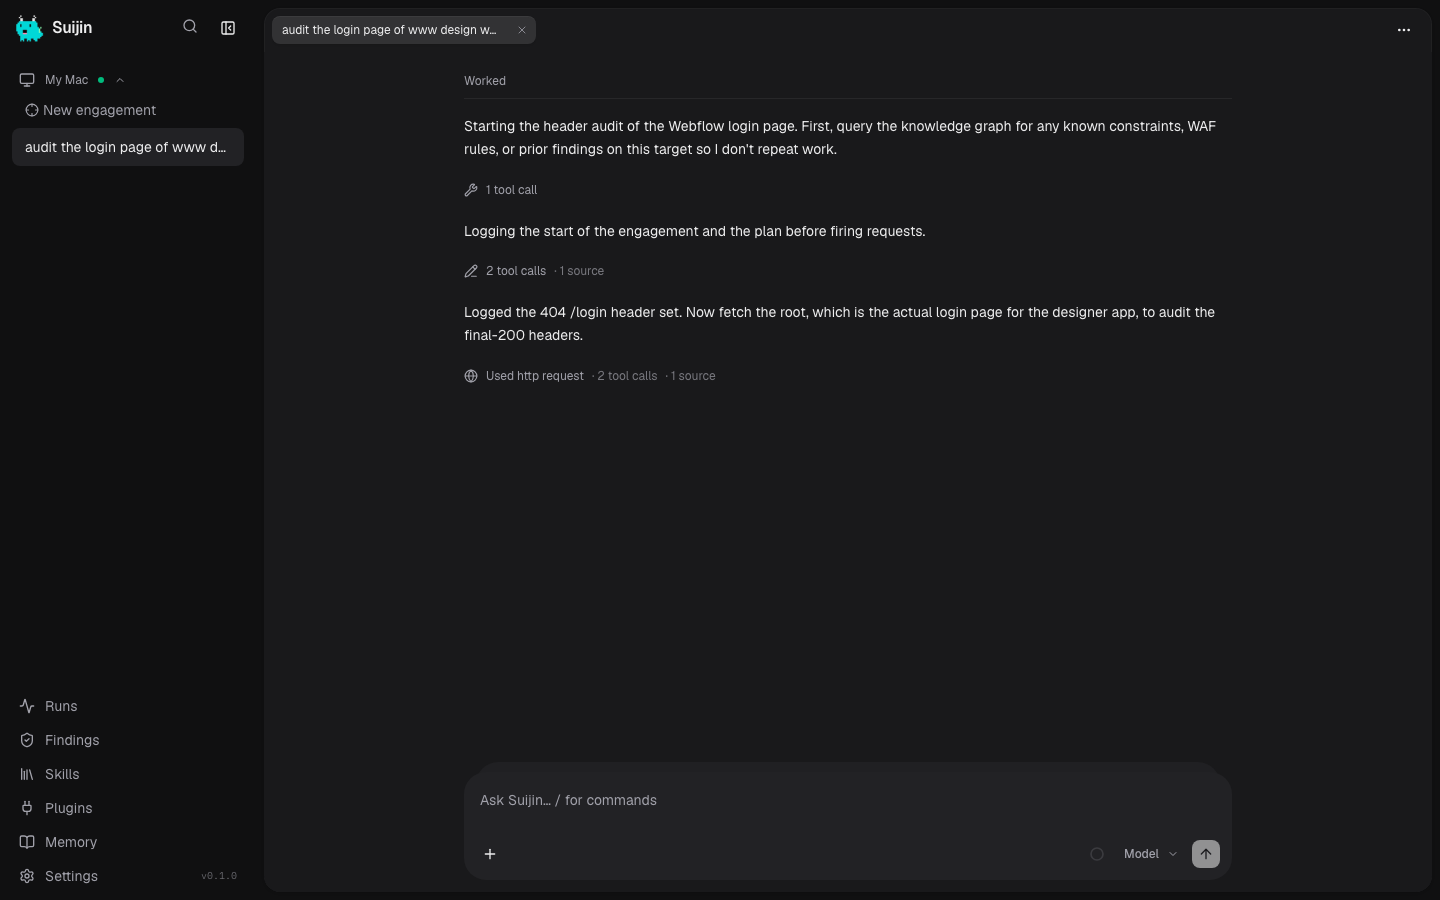 Suijin
My Mac
New engagement
audit the login page of www d...
Runs
Findings
Skills
Plugins
Memory
Settings
v0.1.0
audit the login page of www design w...
Worked
Starting the header audit of the Webflow login page. First, query the knowledge graph for any known constraints, WAF
rules, or prior findings on this target so I don't repeat work.
1 tool call
Logging the start of the engagement and the plan before firing requests.
2 tool calls · 1 source
Logged the 404 /login header set. Now fetch the root, which is the actual login page for the designer app, to audit the
final-200 headers.
Used http request · 2 tool calls · 1 source
Ask Suijin... / for commands
Model